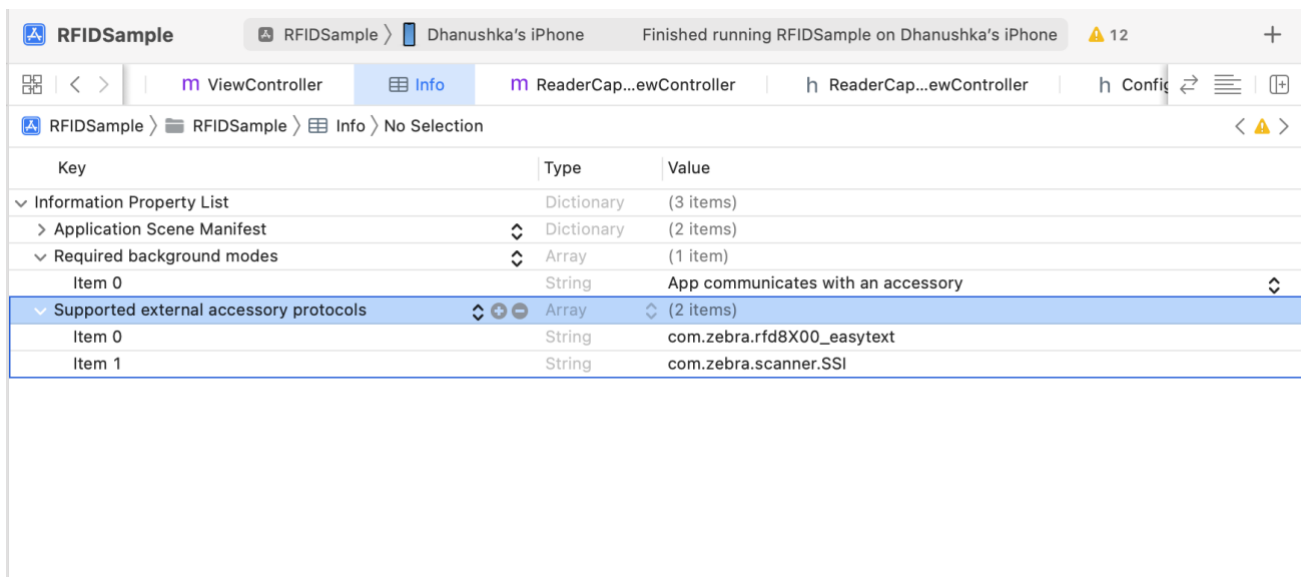 RFIDSample RFIDSample 〉 Dhanushka's iPhone Finished running RFIDSample on Dhanushka's iPhone 12 +
m ViewController Info m ReaderCap...ewController h ReaderCap...ewController h Config
RFIDSample 〉 RFIDSample 〉 Info 〉 No Selection
Key Type Value
Information Property List Dictionary (3 items)
Application Scene Manifest Dictionary (2 items)
Required background modes Array (1 item)
Item 0 String App communicates with an accessory
Supported external accessory protocols Array (2 items)
Item 0 String com.zebra.rfd8X00_easytext
Item 1 String com.zebra.scanner.SSI